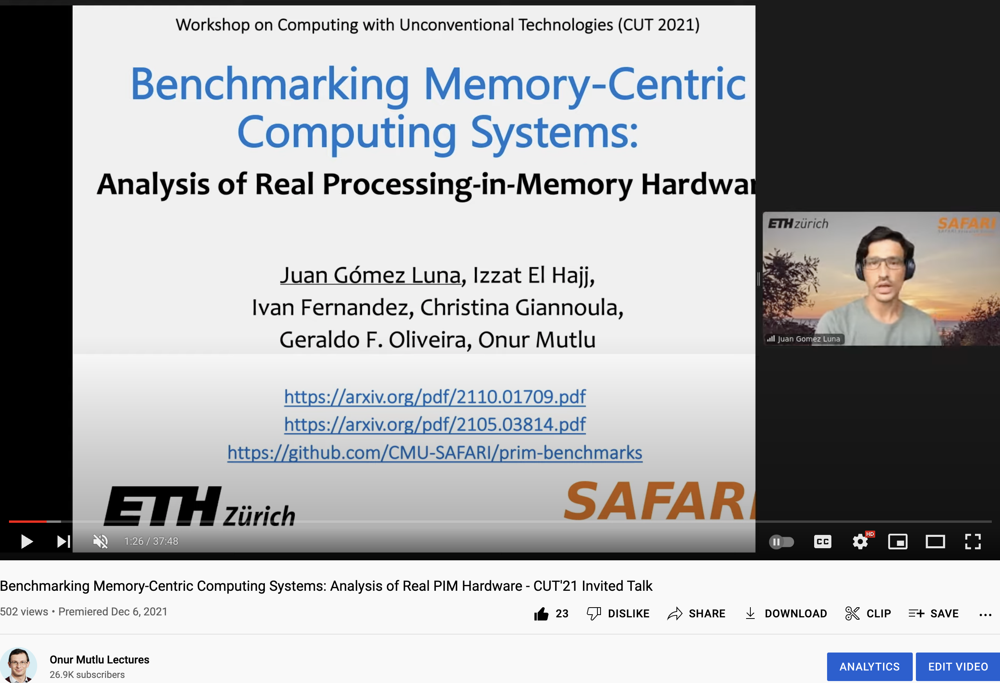 Workshop on Computing with Unconventional Technologies (CUT 2021)
Benchmarking Memory-Centric
Computing Systems:
Analysis of Real Processing-in-Memory Hardwar
Juan Gómez Luna, Izzat El Hajj,
Ivan Fernandez, Christina Giannoula,
Geraldo F. Oliveira, Onur Mutlu
https://arxiv.org/pdf/2110.01709.pdf
https://arxiv.org/pdf/2105.03814.pdf
https://github.com/CMU-SAFARI/prim-benchmarks
ETH Zürich
SAFARI
ETH zürich
SAFARI
Juan Gomez Luna
1:26 / 37:48
CC
HD
Benchmarking Memory-Centric Computing Systems: Analysis of Real PIM Hardware - CUT'21 Invited Talk
502 views • Premiered Dec 6, 2021
23 DISLIKE SHARE DOWNLOAD CLIP SAVE
Onur Mutlu Lectures
26.9K subscribers
ANALYTICS
EDIT VIDEO